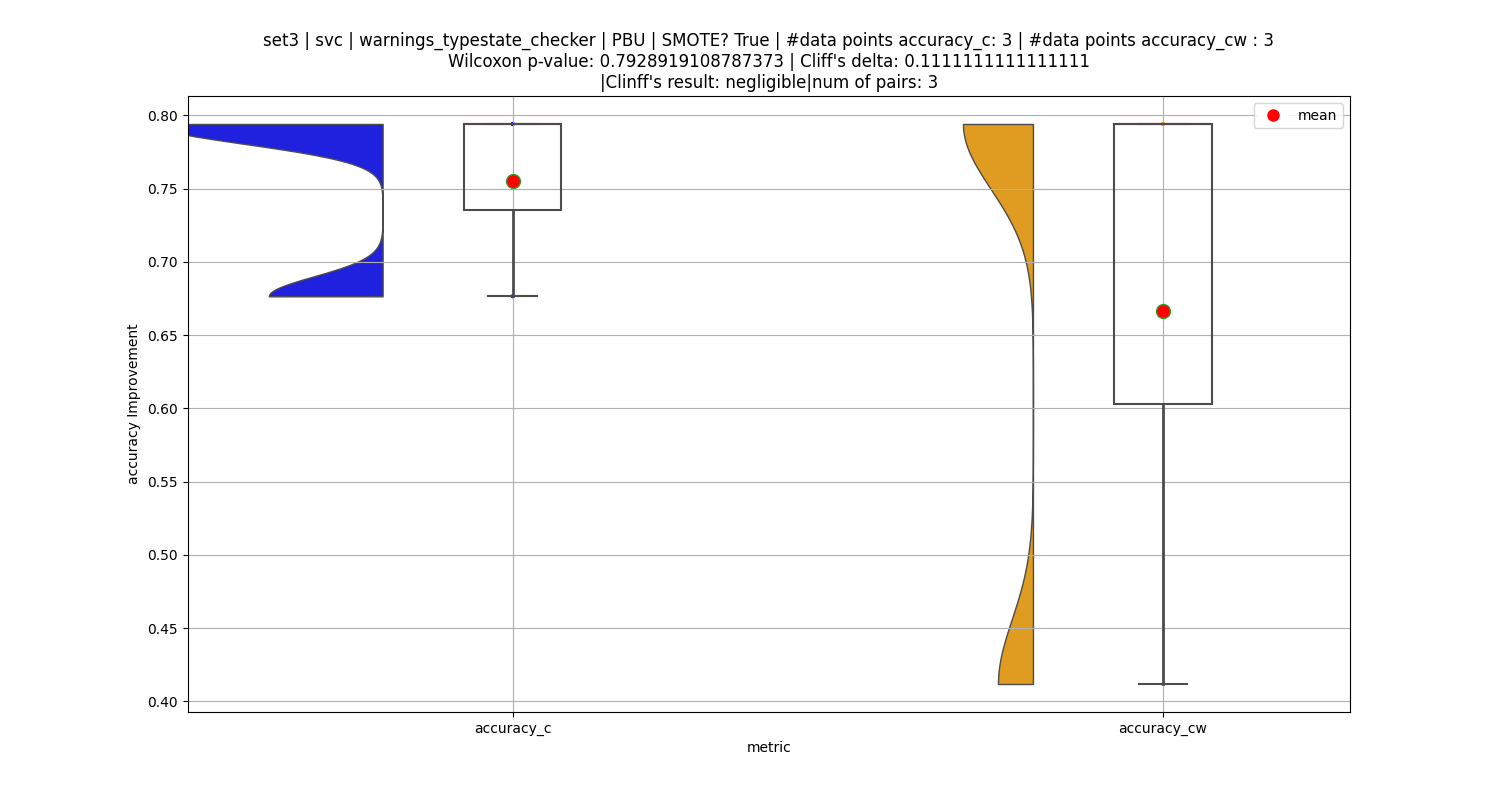 set3 | svc | warnings_typestate_checker | PBU | SMOTE? True | #data points accuracy_c: 3 | #data points accuracy_cw : 3
Wilcoxon p-value: 0.7928919108787373 | Cliff's delta: 0.1111111111111111
|Clinff's result: negligible|num of pairs: 3
mean
0.80
0.75
0.70
0.65
0.60
0.55
0.50
0.45
0.40
accuracy Improvement
accuracy_c
accuracy_cw
metric